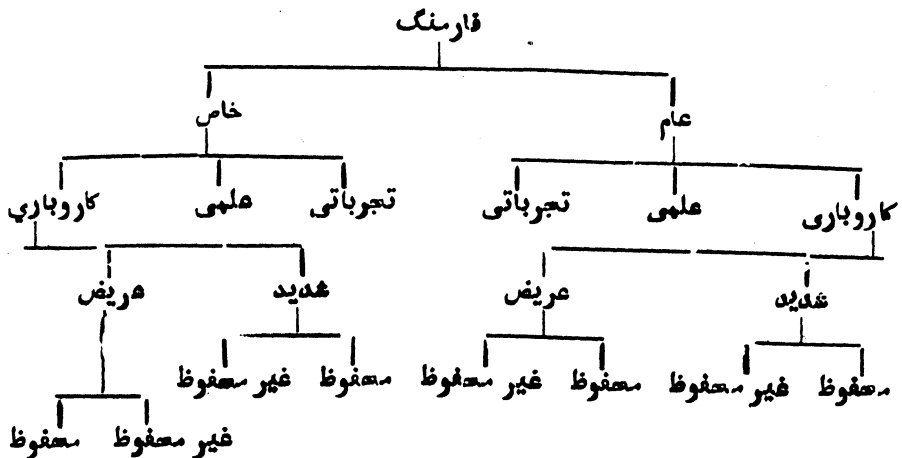 فارمنگ
عام خاص
کاروباری علمی تجرباتی تجرباتی علمی کاروباري
شدید عریض شدید عریض
محفوظ غیر محفوظ محفوظ غیر محفوظ محفوظ غیر محفوظ
غیر محفوظ محفوظ